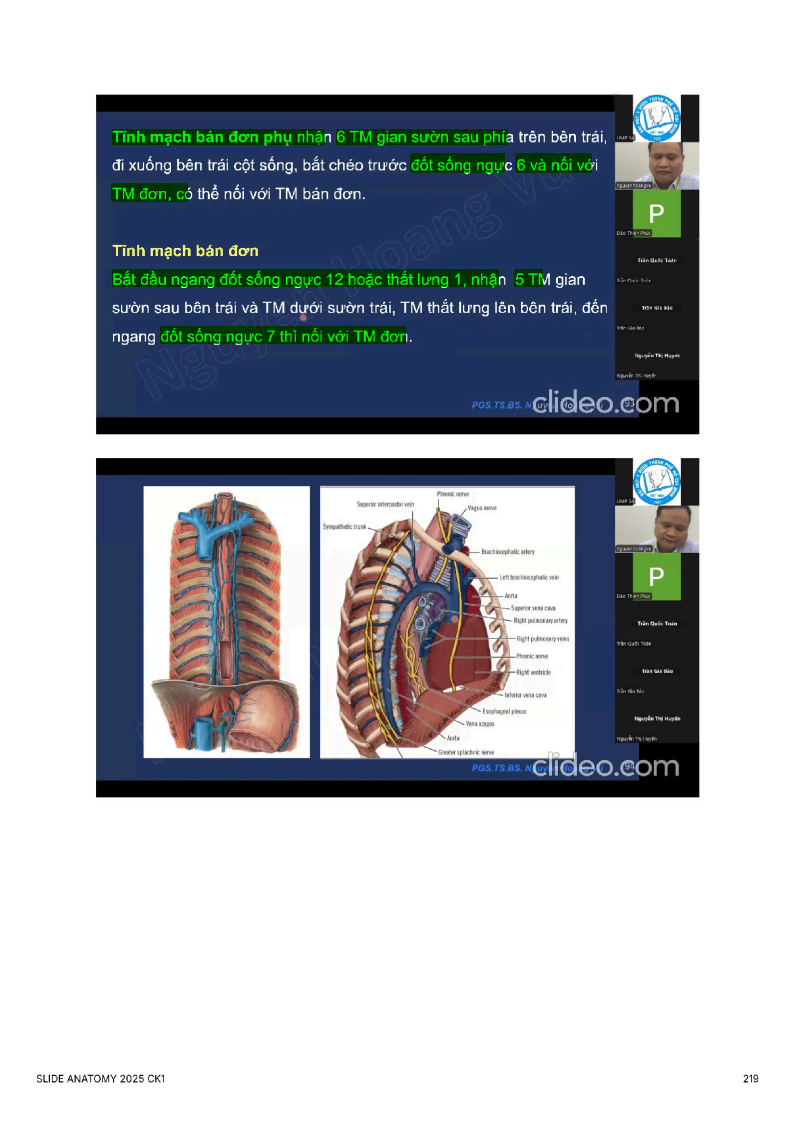 Tĩnh mạch bán đơn phụ nhận 6 TM gian sườn sau phía trên bên trái,
đi xuống bên trái cột sống, bắt chéo trước đốt sống ngực 6 và nối với
TM đơn, có thể nối với TM bán đơn.
Tĩnh mạch bán đơn
Bắt đầu ngang đốt sống ngực 12 hoặc thắt lưng 1, nhận 5 TM gian
sườn sau bên trái và TM dưới sườn trái, TM thắt lưng lên bên trái, đến
ngang đốt sống ngực 7 thì nối với TM đơn.
PGS.TS.BS.
clideo.com
93
P
Đào Thiện Phúc
Trần Quốc Toàn
Trần Quốc Toàn
Trần Gia Bảo
Trần Gia Bảo
Nguyễn Thị Huyền
Nguyễn Thị Huyền
Phrenic nerve
Superior intercostal vein
Vagus nerve
Sympathetic trunk
Brachiocephalic artery
Left brachiocephalic vein
Aorta
Superior vena cava
Right pulmonary artery
Right pulmonary veins
Phrenic nerve
Right ventricle
Inferior vena cava
Esophageal plexus
Vena azygos
Aorta
Greater splachnic nerve
PGS.TS.BS.
clideo.com
94
P
Đào Thiện Phúc
Trần Quốc Toàn
Trần Quốc Toàn
Trần Gia Bảo
Trần Gia Bảo
Nguyễn Thị Huyền
Nguyễn Thị Huyền
SLIDE ANATOMY 2025 CK1
219